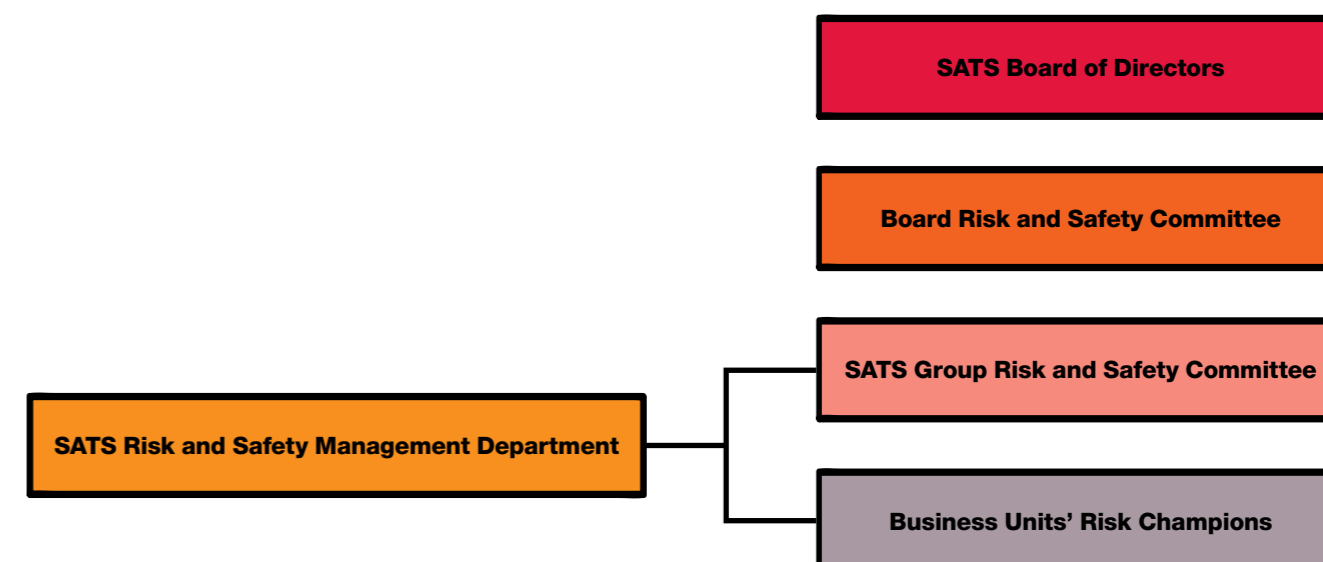 SATS Board of Directors
Board Risk and Safety Committee
SATS Group Risk and Safety Committee
SATS Risk and Safety Management Department
Business Units’ Risk Champions